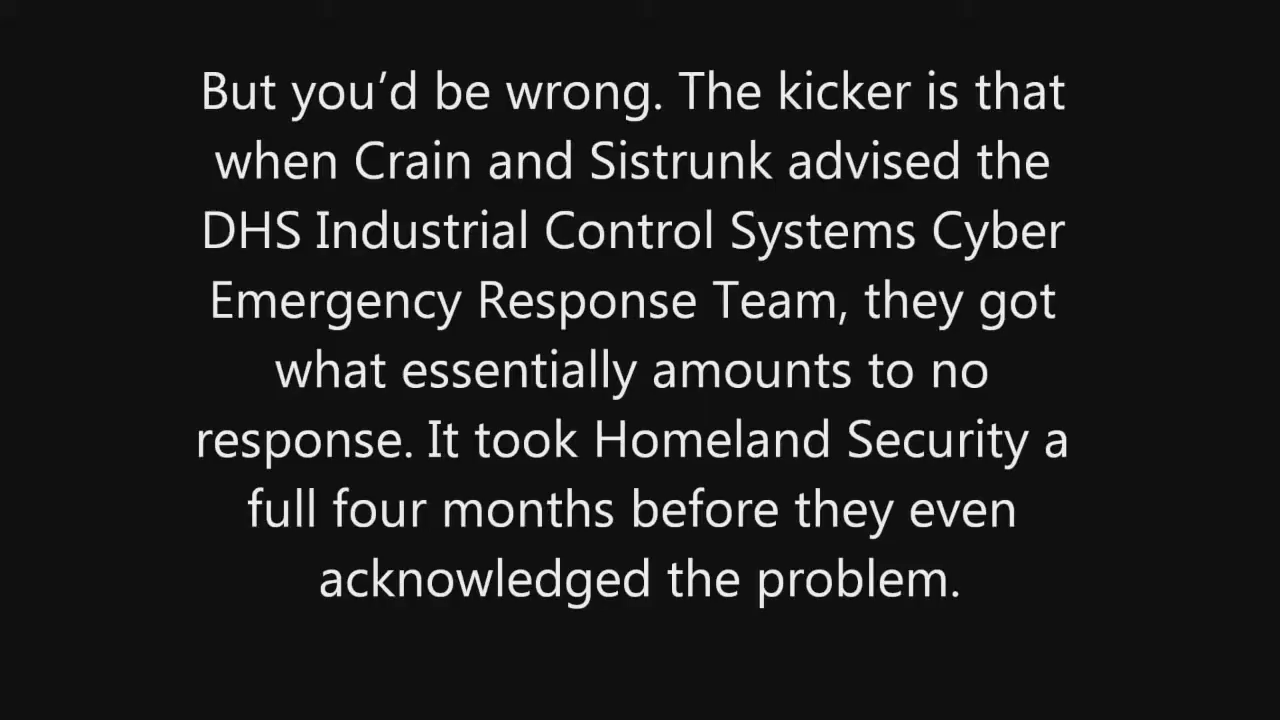 But you’d be wrong. The kicker is that
when Crain and Sistrunk advised the
DHS Industrial Control Systems Cyber
Emergency Response Team, they got
what essentially amounts to no
response. It took Homeland Security a
full four months before they even
acknowledged the problem.